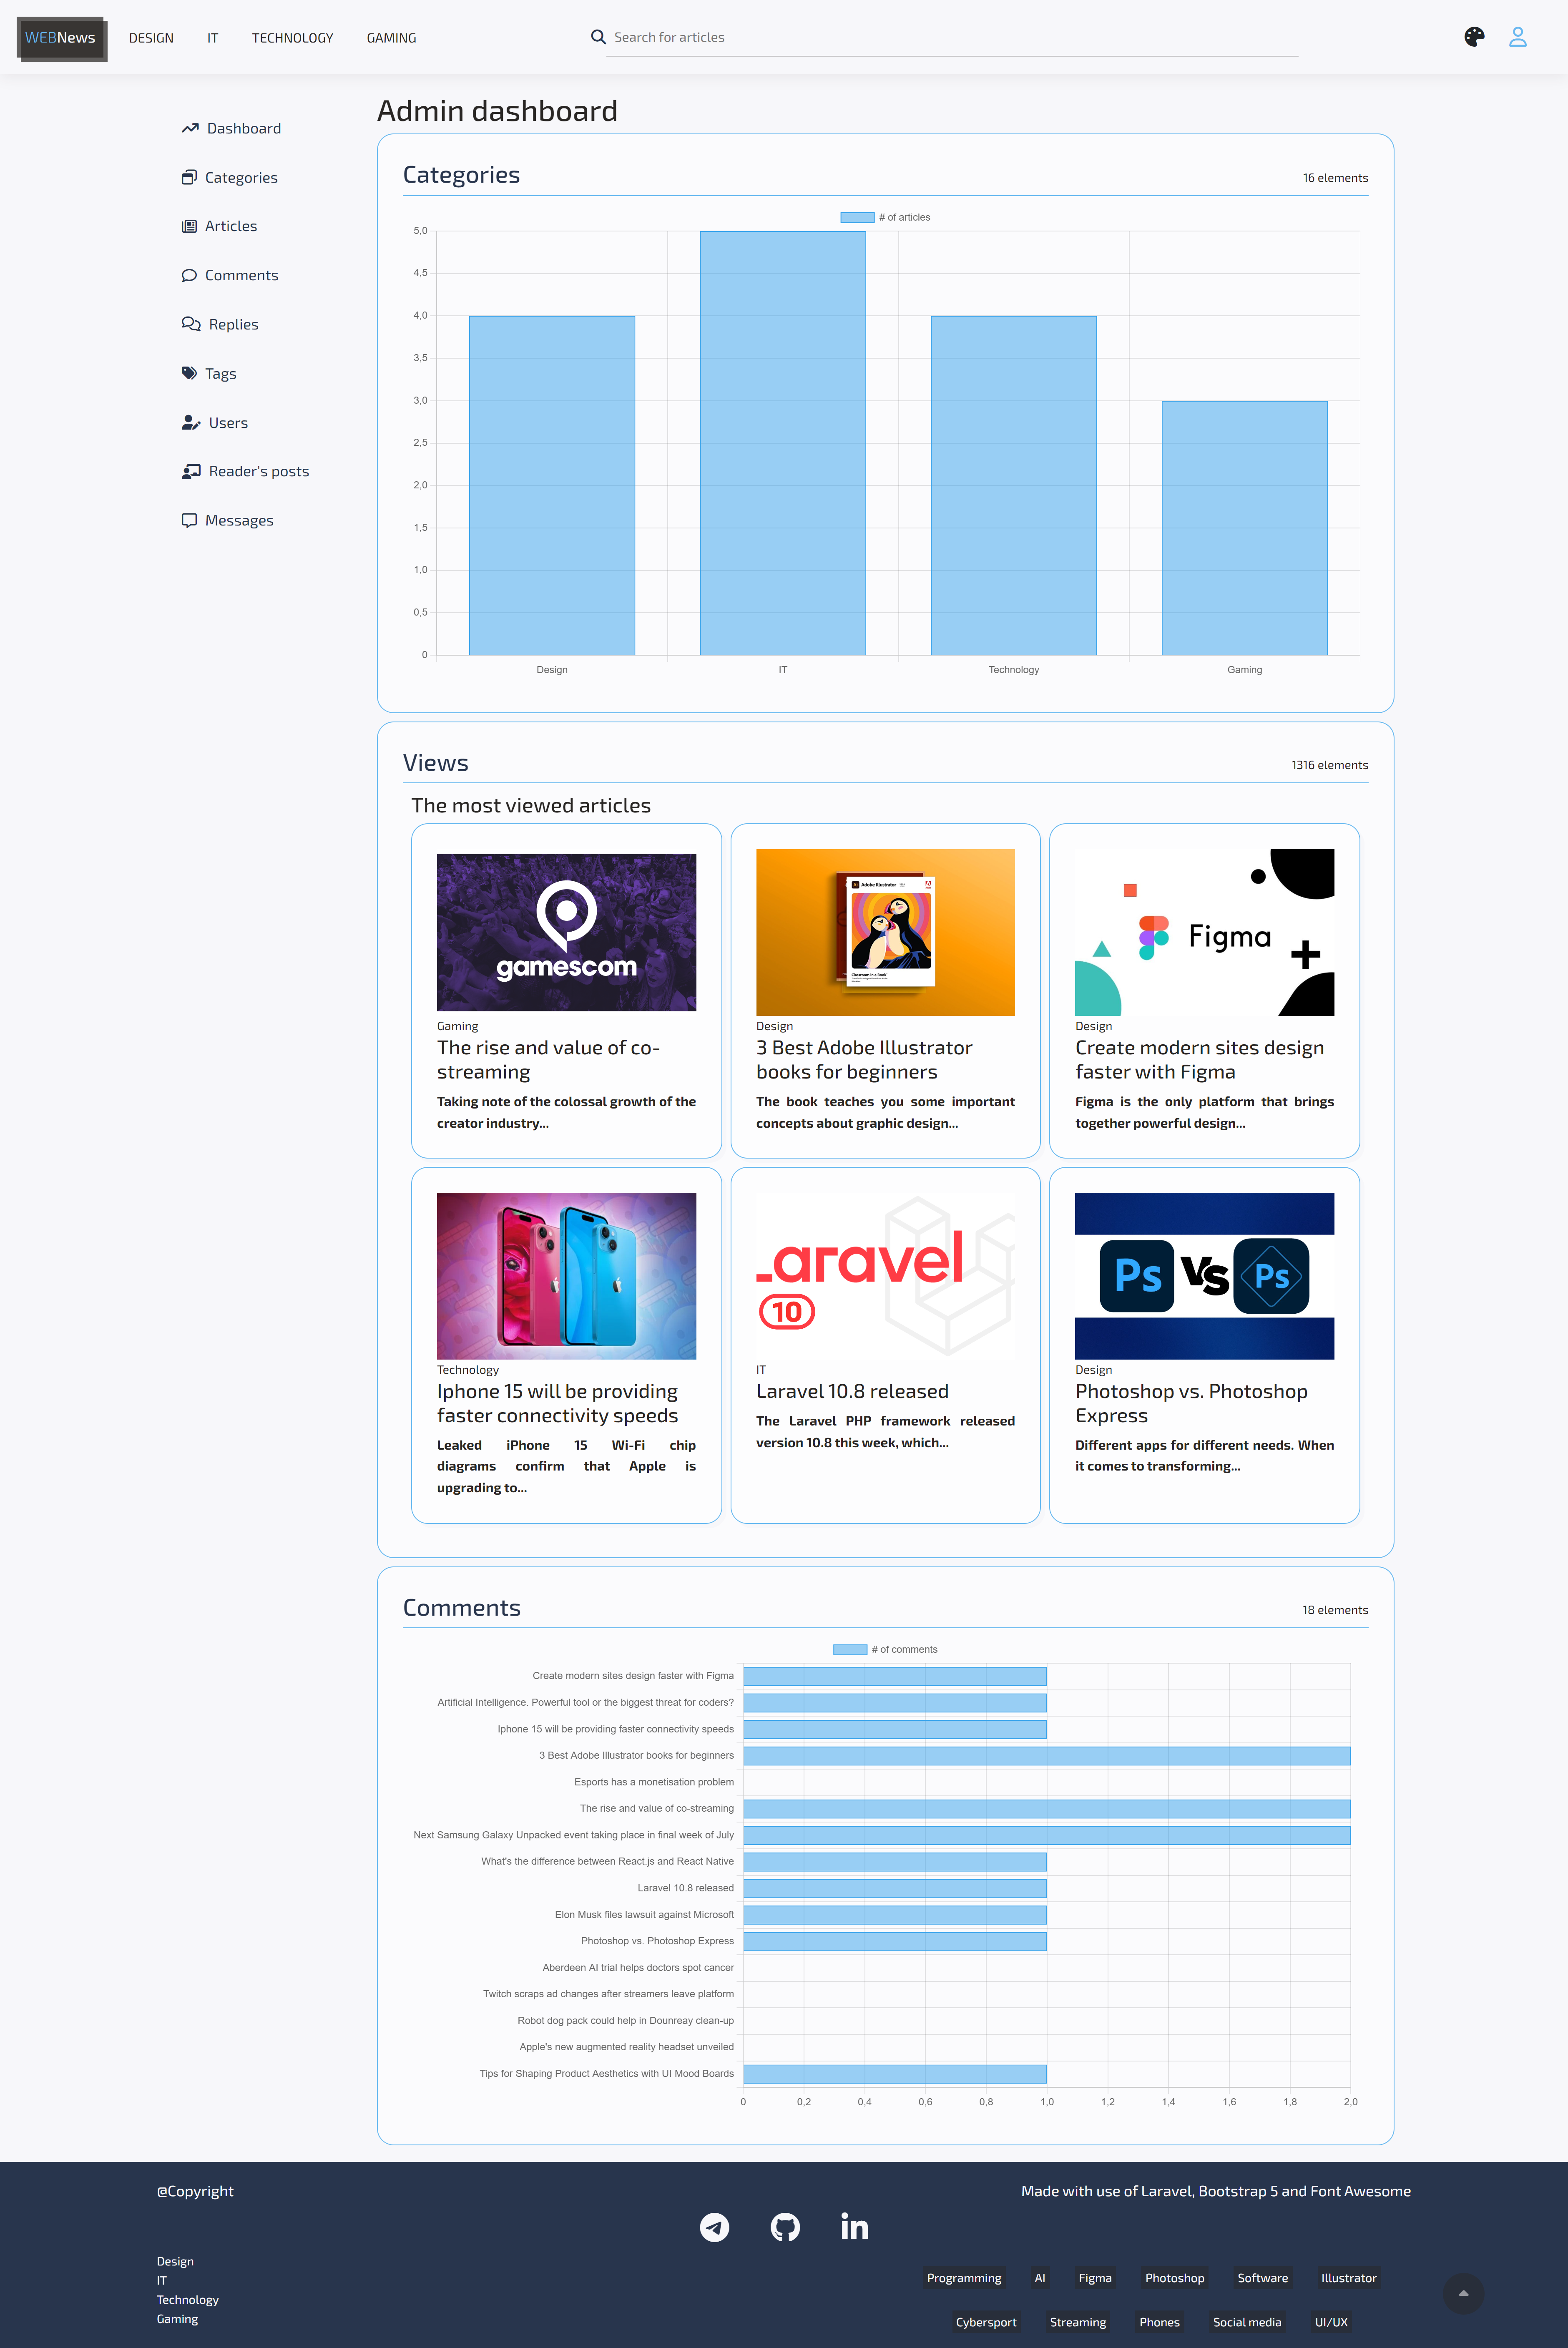 WEBNews
DESIGN
IT
TECHNOLOGY
GAMING
Search for articles
Dashboard
Categories
Articles
Comments
Replies
Tags
Users
Reader's posts
Messages
Admin dashboard
Categories
16 elements
# of articles
5,0
4,5
4,0
3,5
3,0
2,5
2,0
1,5
1,0
0,5
0
Design
IT
Technology
Gaming
Views
1316 elements
The most viewed articles
gamescom
Gaming
The rise and value of co-
streaming
Taking note of the colossal growth of the
creator industry...
Adobe Illustrator
Classroom in a book
Design
3 Best Adobe Illustrator
books for beginners
The book teaches you some important
concepts about graphic design...
Figma
Design
Create modern sites design
faster with Figma
Figma is the only platform that brings
together powerful design...
Technology
Iphone 15 will be providing
faster connectivity speeds
Leaked iPhone 15 Wi-Fi chip
diagrams confirm that Apple is
upgrading to...
Laravel
10
IT
Laravel 10.8 released
The Laravel PHP framework released
version 10.8 this week, which...
Ps VS Ps
Design
Photoshop vs. Photoshop
Express
Different apps for different needs. When
it comes to transforming...
Comments
18 elements
# of comments
Create modern sites design faster with Figma
Artificial Intelligence. Powerful tool or the biggest threat for coders?
Iphone 15 will be providing faster connectivity speeds
3 Best Adobe Illustrator books for beginners
Esports has a monetisation problem
The rise and value of co-streaming
Next Samsung Galaxy Unpacked event taking place in final week of July
What's the difference between React.js and React Native
Laravel 10.8 released
Elon Musk files lawsuit against Microsoft
Photoshop vs. Photoshop Express
Aberdeen AI trial helps doctors spot cancer
Twitch scraps ad changes after streamers leave platform
Robot dog pack could help in Dounreay clean-up
Apple's new augmented reality headset unveiled
Tips for Shaping Product Aesthetics with UI Mood Boards
0 0,2 0,4 0,6 0,8 1,0 1,2 1,4 1,6 1,8 2,0
@Copyright
Made with use of Laravel, Bootstrap 5 and Font Awesome
in
Design
IT
Technology
Gaming
Programming AI Figma Photoshop Software Illustrator
Cybersport Streaming Phones Social media UI/UX